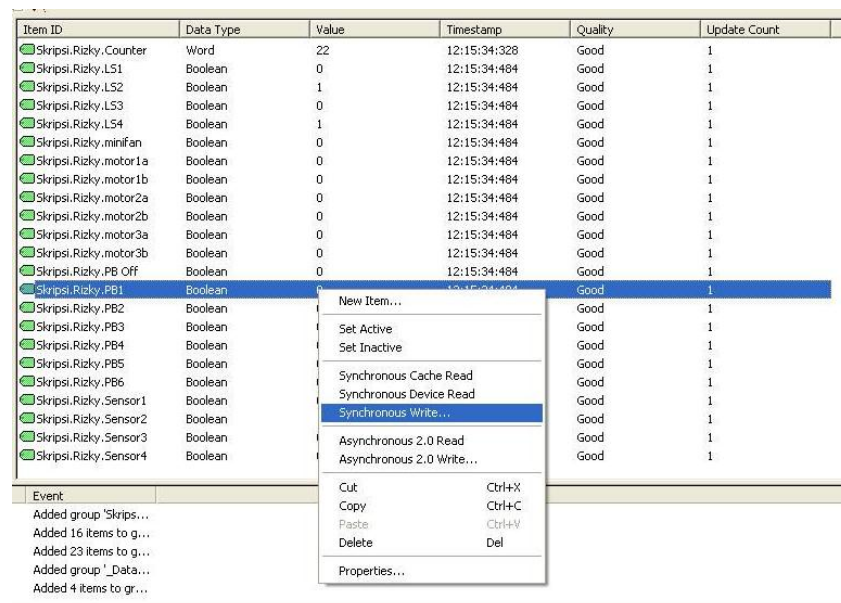 Item ID Data Type Value Timestamp Quality Update Count
Skripsi.Rizky.Counter Word 22 12:15:34:328 Good 1
Skripsi.Rizky.LS1 Boolean 0 12:15:34:484 Good 1
Skripsi.Rizky.LS2 Boolean 1 12:15:34:484 Good 1
Skripsi.Rizky.LS3 Boolean 0 12:15:34:484 Good 1
Skripsi.Rizky.LS4 Boolean 1 12:15:34:484 Good 1
Skripsi.Rizky.minifan Boolean 0 12:15:34:484 Good 1
Skripsi.Rizky.motor1a Boolean 0 12:15:34:484 Good 1
Skripsi.Rizky.motor1b Boolean 0 12:15:34:484 Good 1
Skripsi.Rizky.motor2a Boolean 0 12:15:34:484 Good 1
Skripsi.Rizky.motor2b Boolean 0 12:15:34:484 Good 1
Skripsi.Rizky.motor3a Boolean 0 12:15:34:484 Good 1
Skripsi.Rizky.motor3b Boolean 0 12:15:34:484 Good 1
Skripsi.Rizky.PB Off Boolean 0 12:15:34:484 Good 1
Skripsi.Rizky.PB1 Boolean Good 1
Skripsi.Rizky.PB2 Boolean Good 1
Skripsi.Rizky.PB3 Boolean Good 1
Skripsi.Rizky.PB4 Boolean Good 1
Skripsi.Rizky.PB5 Boolean Good 1
Skripsi.Rizky.PB6 Boolean Good 1
Skripsi.Rizky.Sensor1 Boolean Good 1
Skripsi.Rizky.Sensor2 Boolean Good 1
Skripsi.Rizky.Sensor3 Boolean Good 1
Skripsi.Rizky.Sensor4 Boolean Good 1
New Item...
Set Active
Set Inactive
Synchronous Cache Read
Synchronous Device Read
Synchronous Write...
Asynchronous 2.0 Read
Asynchronous 2.0 Write...
Cut Ctrl+X
Copy Ctrl+C
Paste Ctrl+V
Delete Del
Properties...
Event
Added group 'Skrips...
Added 16 items to g...
Added 23 items to g...
Added group '_Data...
Added 4 items to gr...